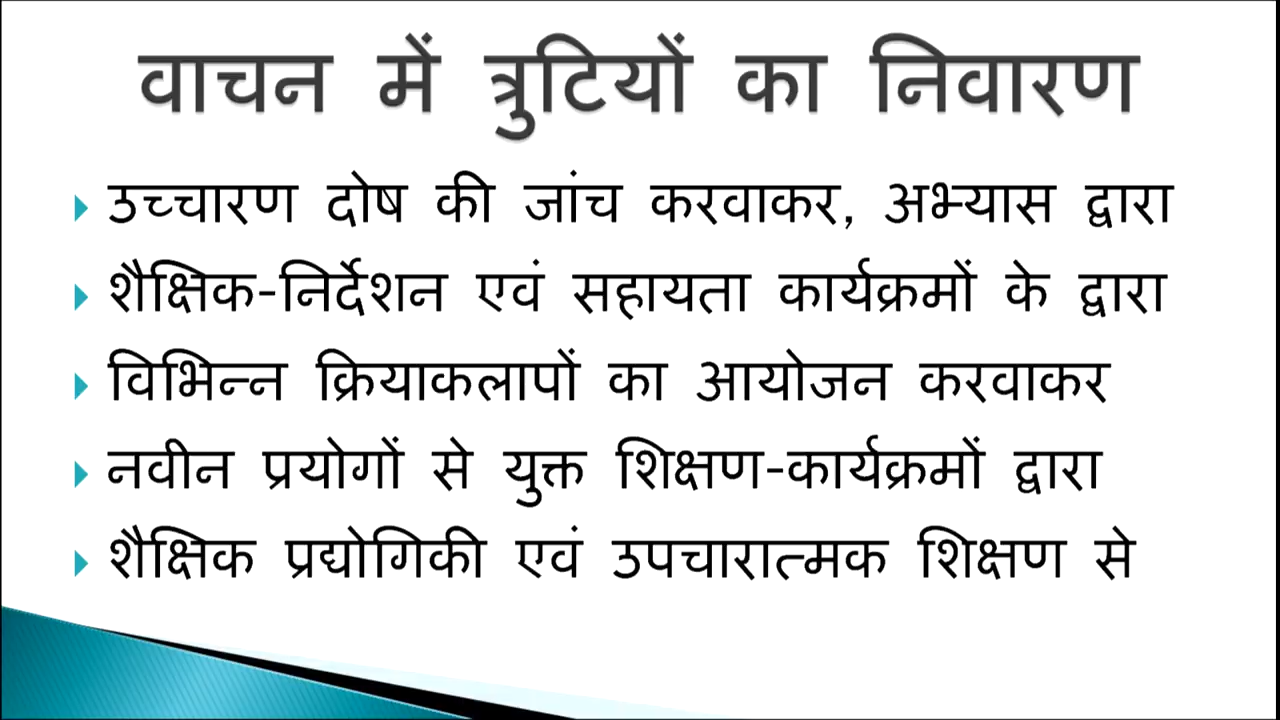 वाचन में त्रुटियों का निवारण
उच्चारण दोष की जांच करवाकर, अभ्यास द्वारा
शैक्षिक-निर्देशन एवं सहायता कार्यक्रमों के द्वारा
विभिन्न क्रियाकलापों का आयोजन करवाकर
नवीन प्रयोगों से युक्त शिक्षण-कार्यक्रमों द्वारा
शैक्षिक प्रद्योगिकी एवं उपचारात्मक शिक्षण से